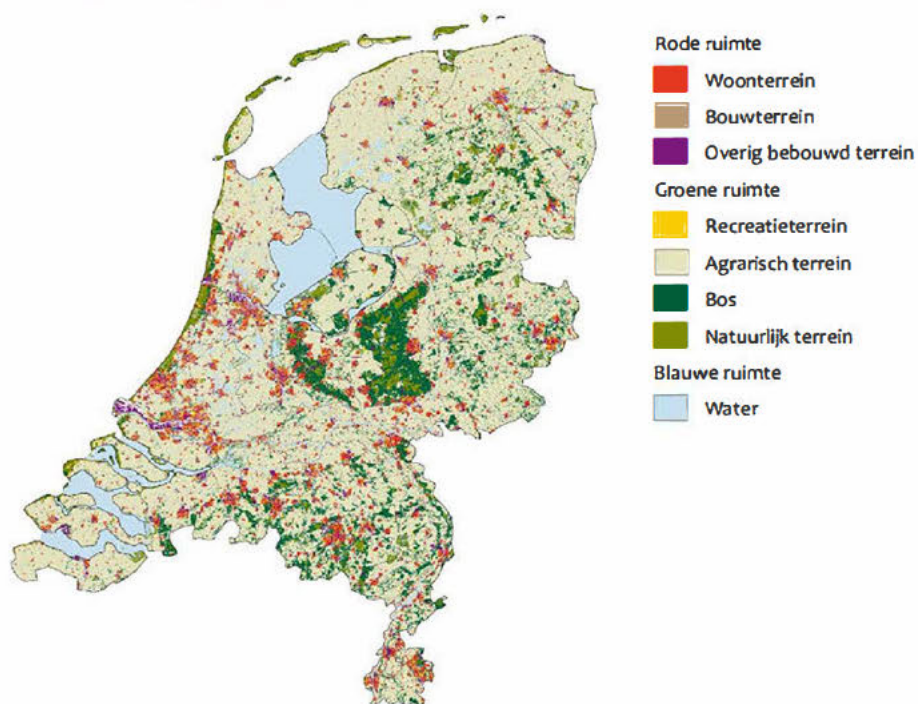 Rode ruimte
Woonterrein
Bouwterrein
Overig bebouwd terrein
Groene ruimte
Recreatieterrein
Agrarisch terrein
Bos
Natuurlijk terrein
Blauwe ruimte
Water